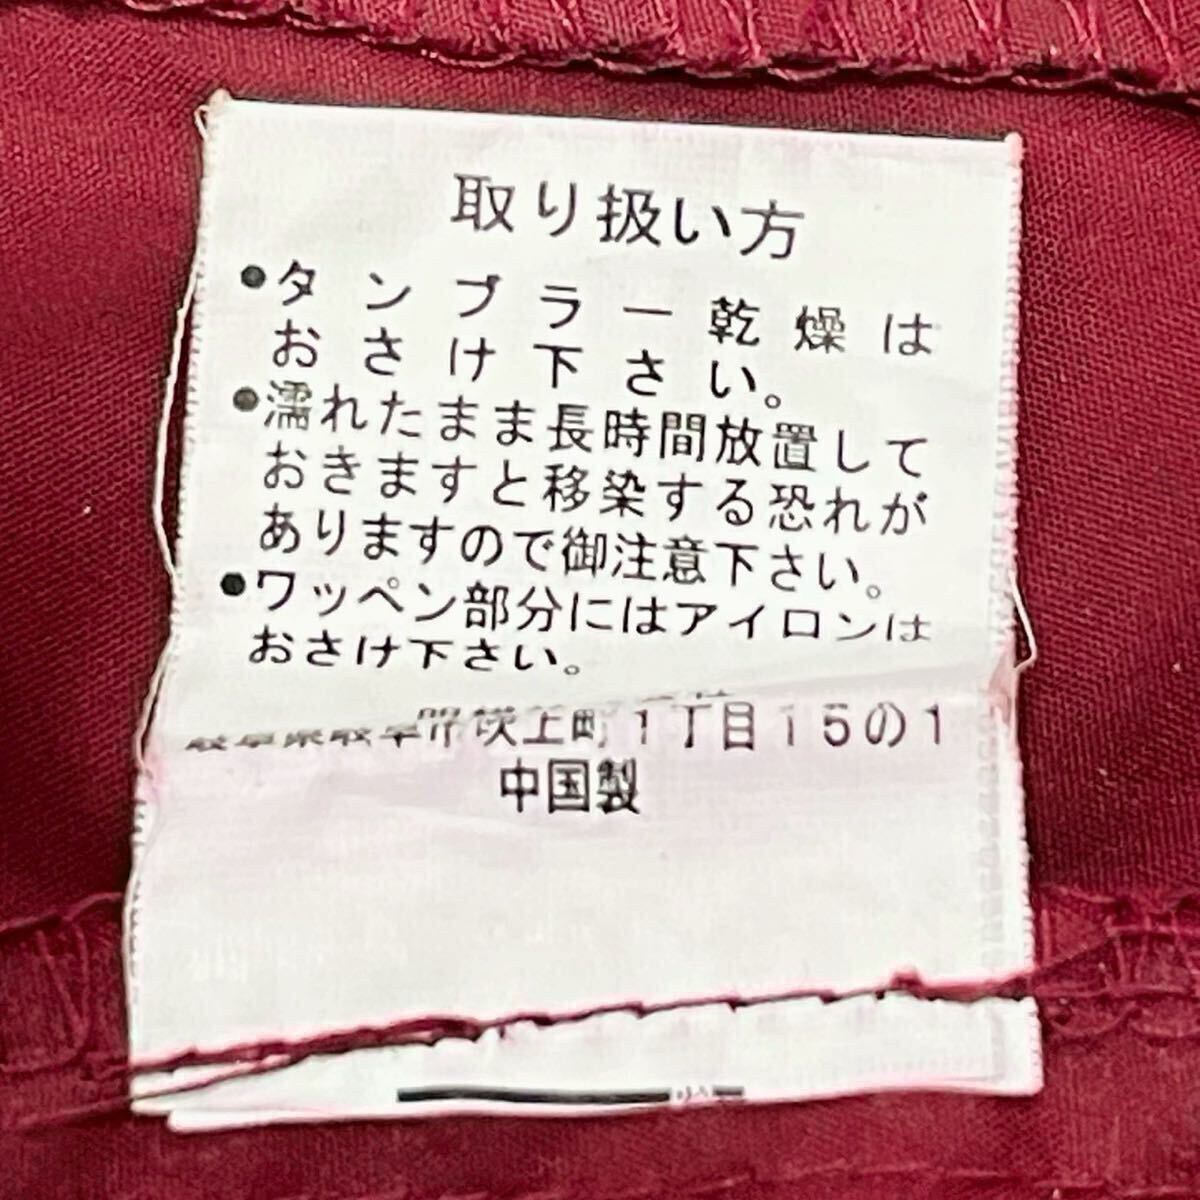 取り扱い方
●タンブラー乾燥は
おさけ下さい。
●濡れたまま長時間放置して
おきますと移染する恐れが
ありますので御注意下さい。
●ワッペン部分にはアイロンは
おさけ下さい。
町1丁目15の1
中国製